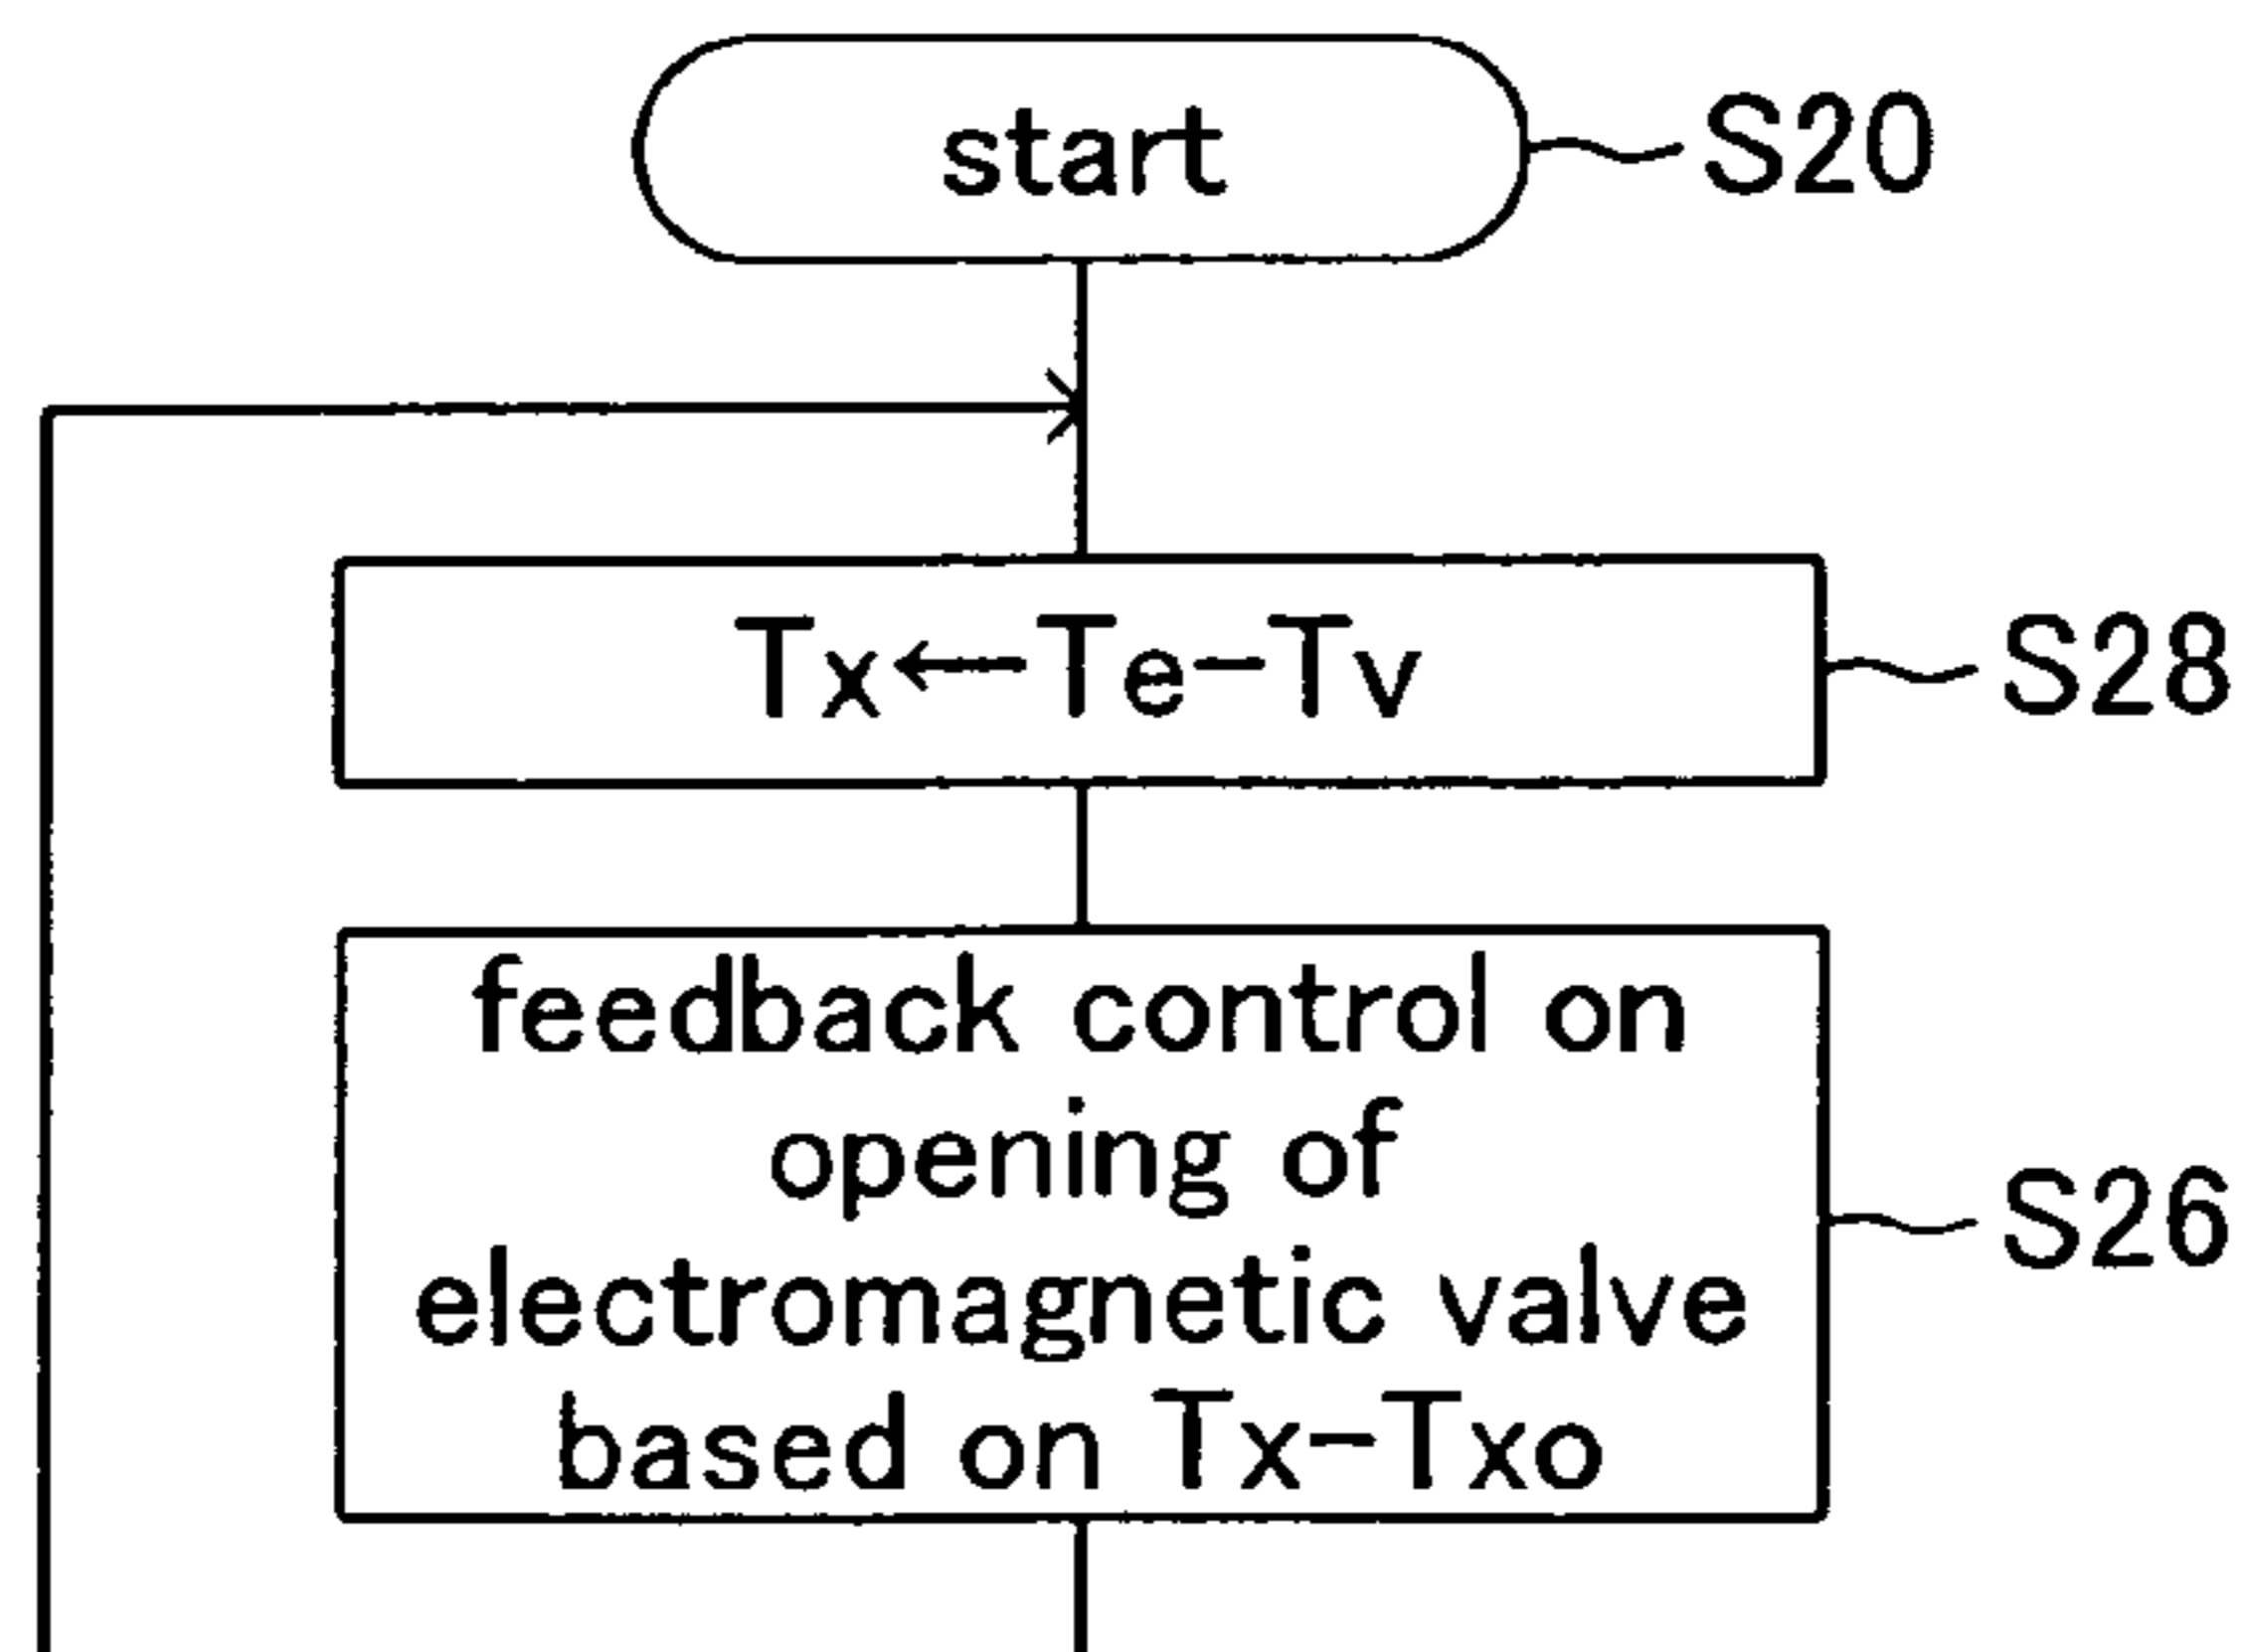 start
S20
Tx←Te−Tv
S28
feedback control on
opening of
electromagnetic valve
based on Tx−Txo
S26